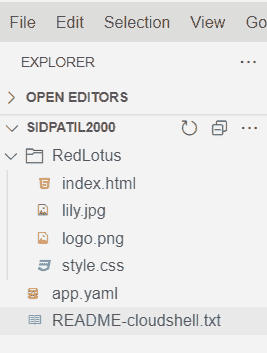 File Edit Selection View Go
EXPLORER
OPEN EDITORS
SIDPATIL2000
RedLotus
index.html
lily.jpg
logo.png
style.css
app.yaml
README-cloudshell.txt